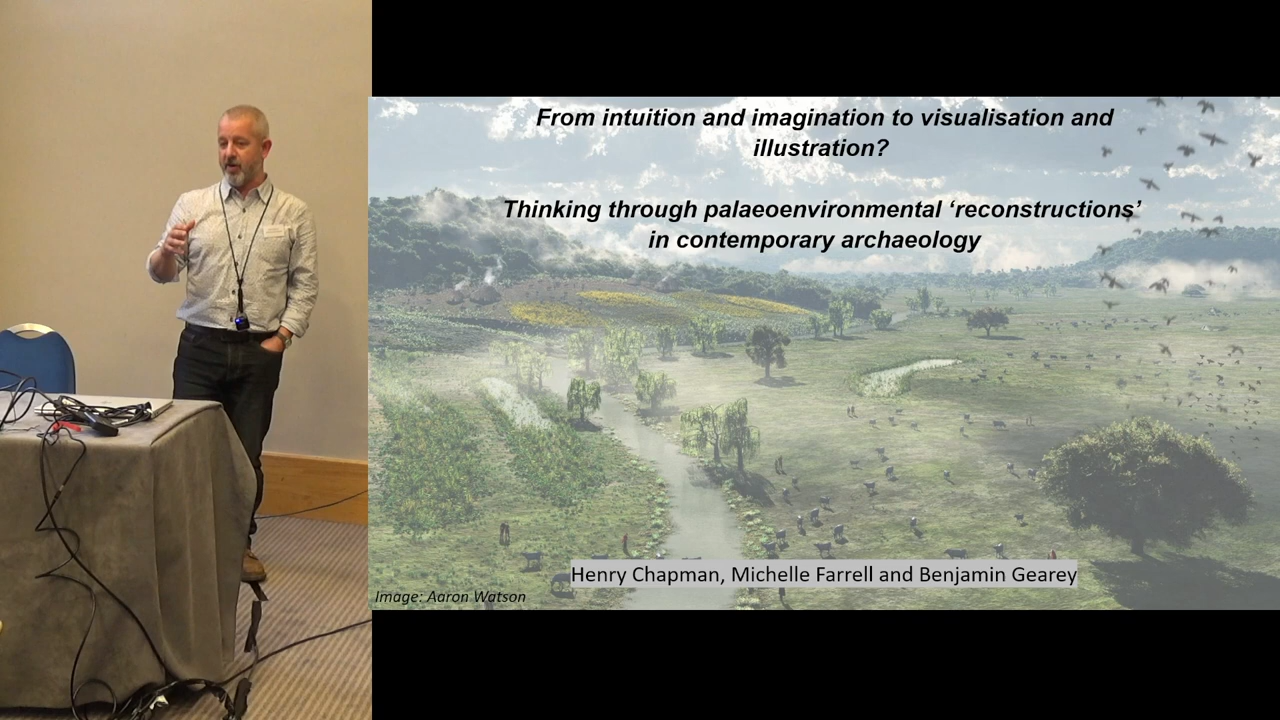 From intuition and imagination to visualisation and
illustration?
Thinking through palaeoenvironmental ‘reconstructions’
in contemporary archaeology
Henry Chapman, Michelle Farrell and Benjamin Gearey
Image: Aaron Watson